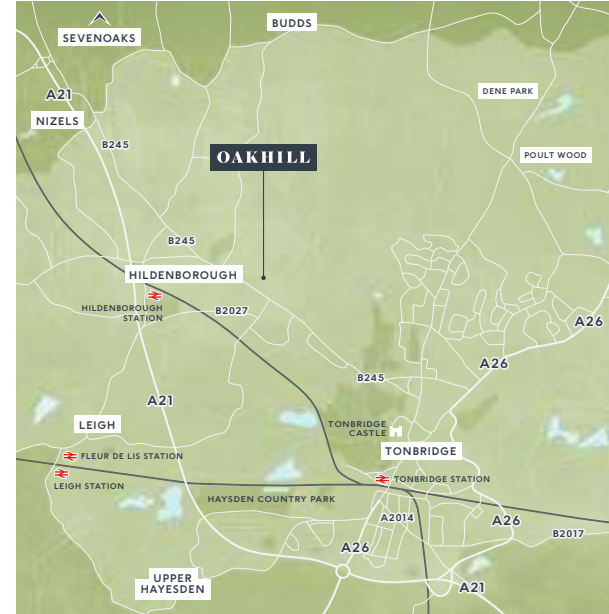 BUDDS
SEVENOAKS
DENE PARK
A21
NIZELS
B245
OAKHILL
POULT WOOD
B245
HILDENBOROUGH
HILDENBOROUGH
STATION
B2027
A26
A26
B245
A21
LEIGH
TONBRIDGE
CASTLE
TONBRIDGE
FLEUR DE LIS STATION
LEIGH STATION
TONBRIDGE STATION
HAYSDEN COUNTRY PARK
A2014
A26
B2017
A26
UPPER
HAYESDEN
A21